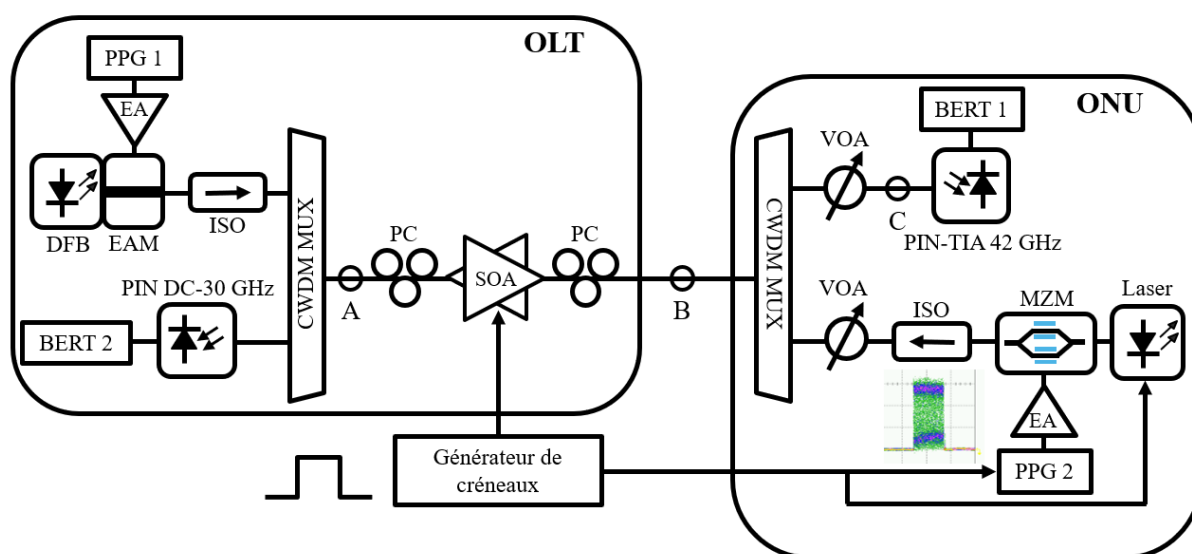 OLT
PPG 1
EA
DFB
EAM
ISO
CWDM MUX
PIN DC-30 GHz
BERT 2
A
PC
SOA
PC
B
Générateur de
créneaux
ONU
BERT 1
VOA
C
PIN-TIA 42 GHz
CWDM MUX
VOA
ISO
MZM
Laser
EA
PPG 2